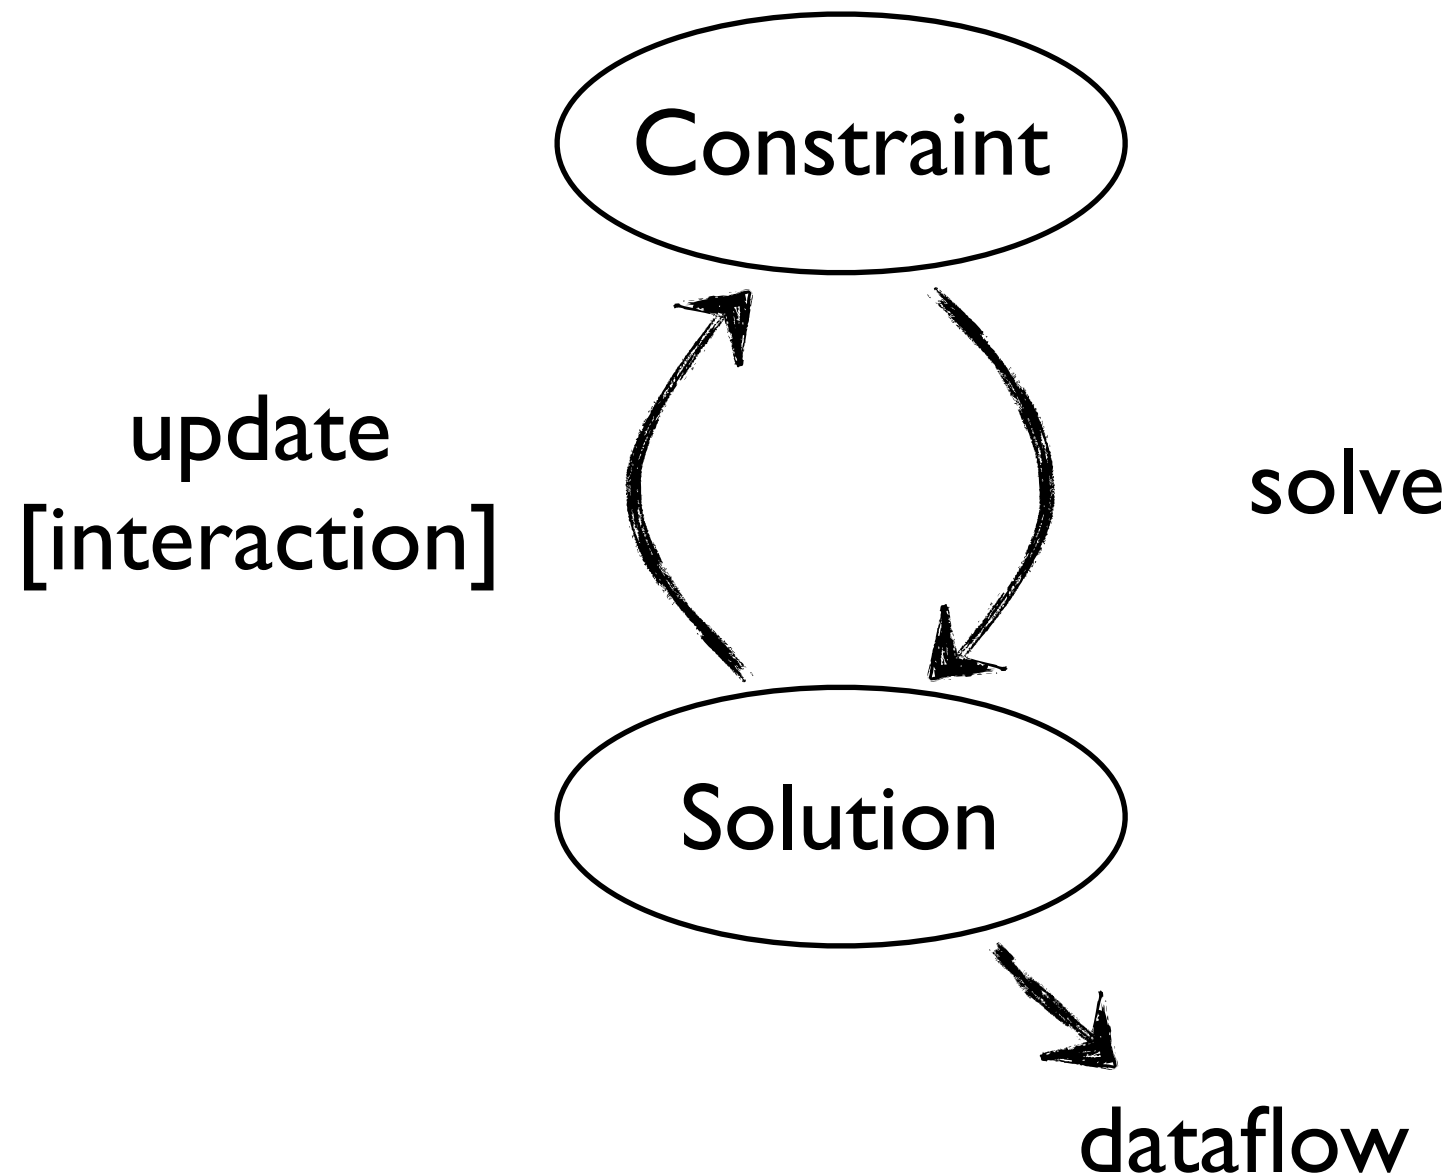 Constraint
update
[interaction]
solve
Solution
dataflow